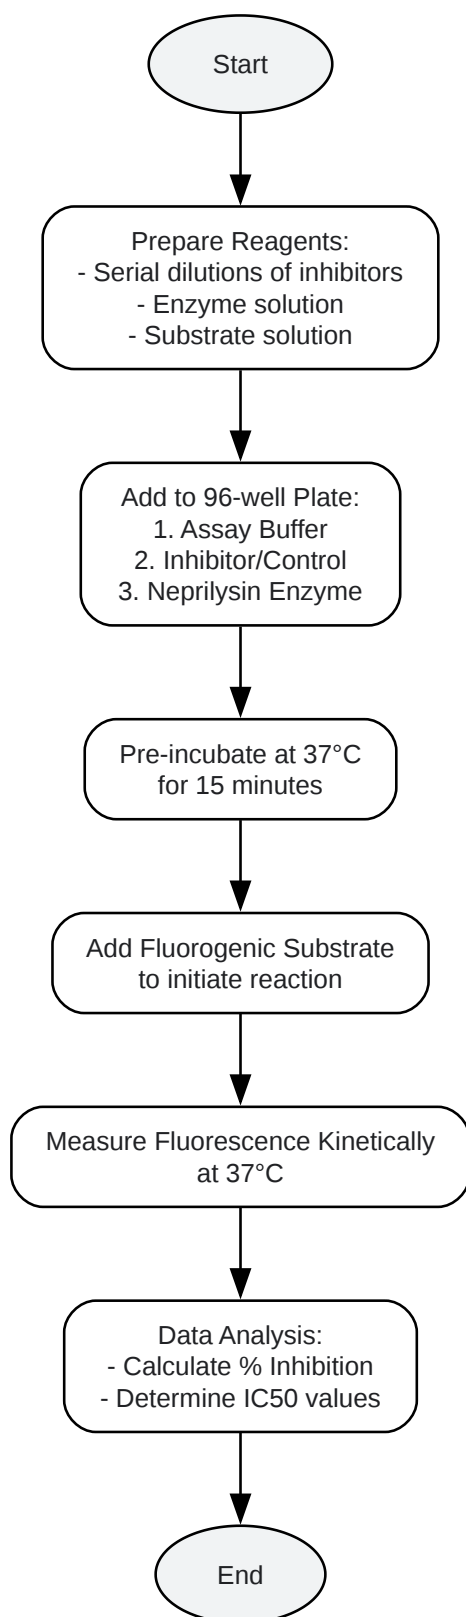 Start
Prepare Reagents:
- Serial dilutions of inhibitors
- Enzyme solution
- Substrate solution
Add to 96-well Plate:
1. Assay Buffer
2. Inhibitor/Control
3. Neprilysin Enzyme
Pre-incubate at 37°C
for 15 minutes
Add Fluorogenic Substrate
to initiate reaction
Measure Fluorescence Kinetically
at 37°C
Data Analysis:
- Calculate % Inhibition
- Determine IC50 values
End